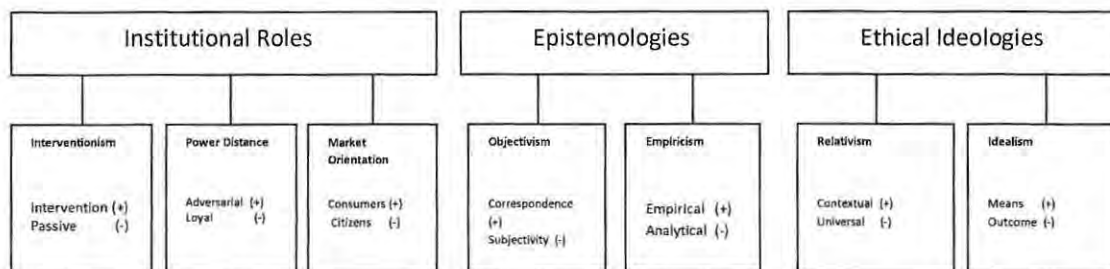 Institutional Roles
Epistemologies
Ethical Ideologies
Interventionism
Intervention (+)
Passive (-)
Power Distance
Adversarial (+)
Loyal (-)
Market
Orientation
Consumers (+)
Citizens (-)
Objectivism
Correspondence
(+)
Subjectivity (-)
Empiricism
Empirical (+)
Analytical (-)
Relativism
Contextual (+)
Universal (-)
Idealism
Means (+)
Outcome (-)